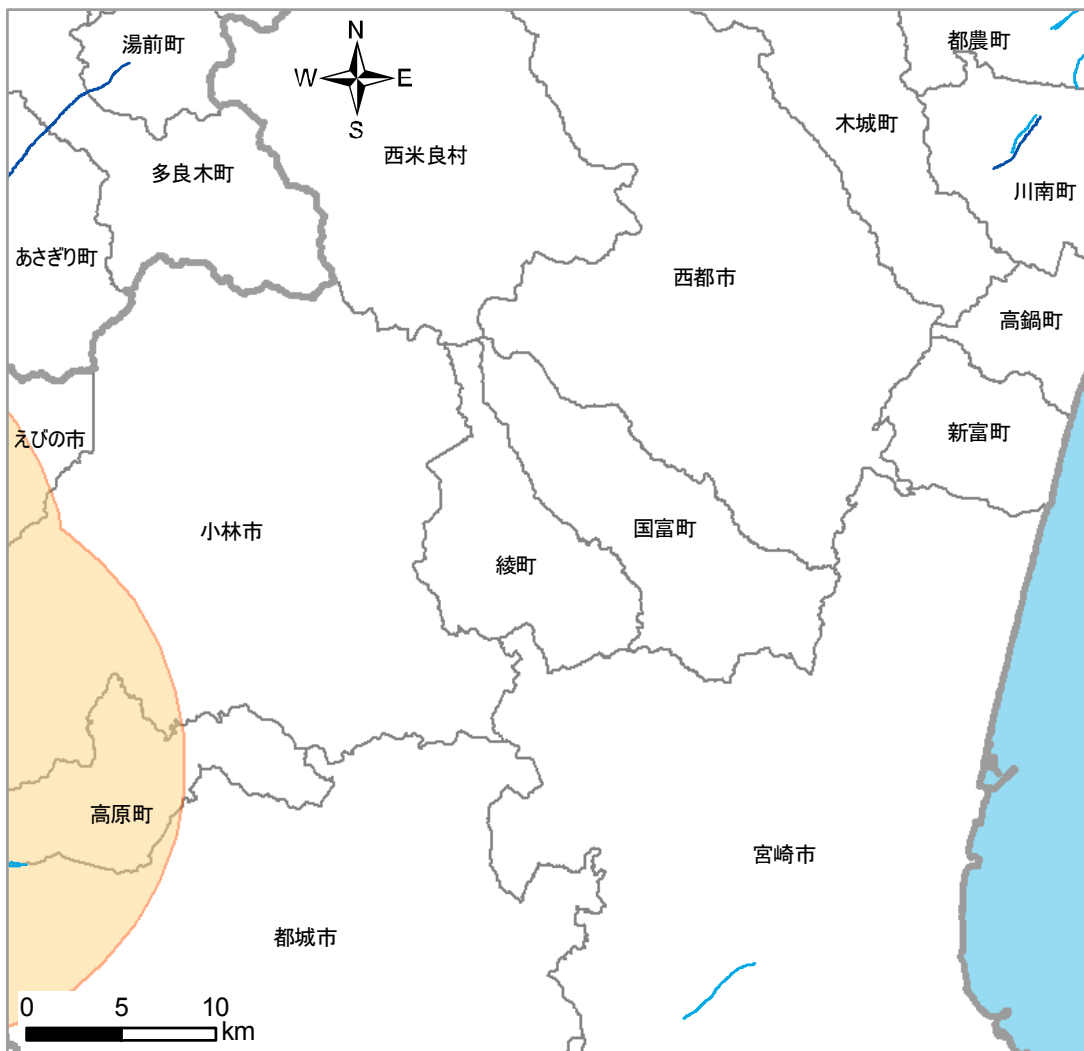 都農町
湯前町
N
W
E
S
木城町
西米良村
多良木町
川南町
あさぎり町
西都市
高鍋町
新富町
えびの市
国富町
小林市
綾町
高原町
宮崎市
都城市
0 5 10
km